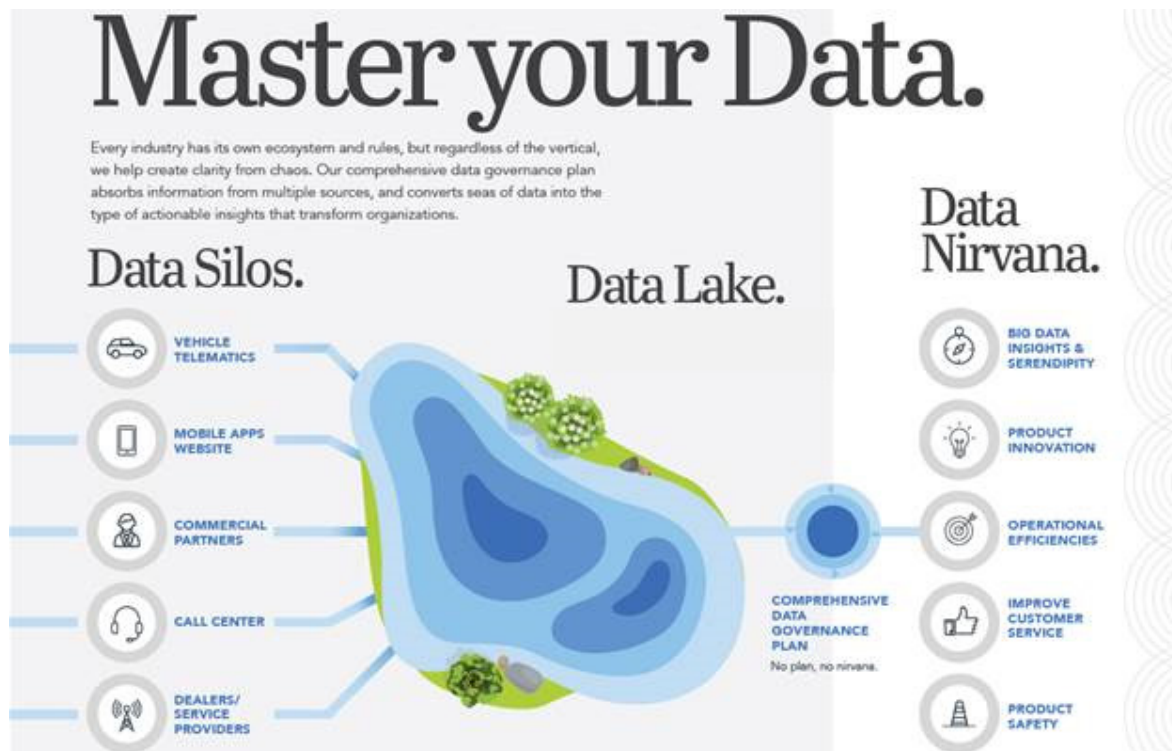 Master your Data.
Every industry has its own ecosystem and rules, but regardless of the vertical,
we help create clarity from chaos. Our comprehensive data governance plan
absorbs information from multiple sources, and converts seas of data into the
type of actionable insights that transform organizations.
Data Silos.
VEHICLE
TELEMATICS
MOBILE APPS
WEBSITE
COMMERCIAL
PARTNERS
CALL CENTER
DEALERS/
SERVICE
PROVIDERS
Data Lake.
COMPREHENSIVE
DATA
GOVERNANCE
PLAN
No plan, no nirvana.
Data
Nirvana.
BIG DATA
INSIGHTS &
SERENDIPITY
PRODUCT
INNOVATION
OPERATIONAL
EFFICIENCIES
IMPROVE
CUSTOMER
SERVICE
PRODUCT
SAFETY